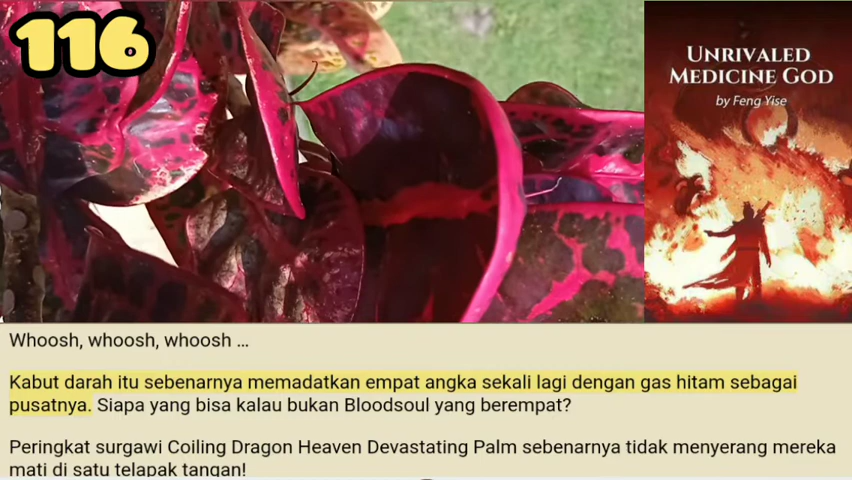 116
UNRIVALED
MEDICINE GOD
by Feng Yise
Whoosh, whoosh, whoosh ...
Kabut darah itu sebenarnya memadatkan empat angka sekali lagi dengan gas hitam sebagai
pusatnya. Siapa yang bisa kalau bukan Bloodsoul yang berempat?
Peringkat surgawi Coiling Dragon Heaven Devastating Palm sebenarnya tidak menyerang mereka
mati di satu telapak tangan!